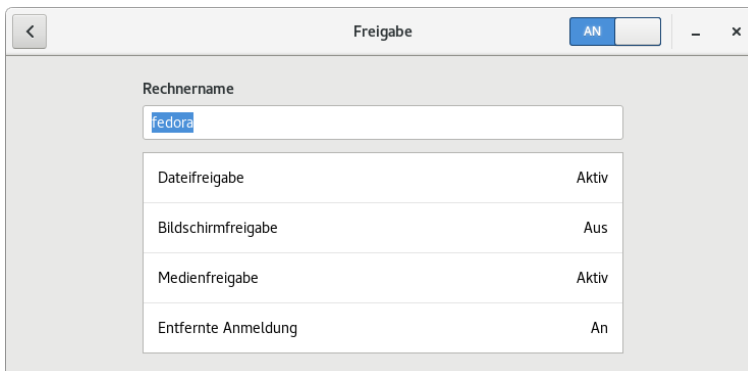 Freigabe AN
Rechnername
fedora
Dateifreigabe Aktiv
Bildschirmfreigabe Aus
Medienfreigabe Aktiv
Entfernte Anmeldung An